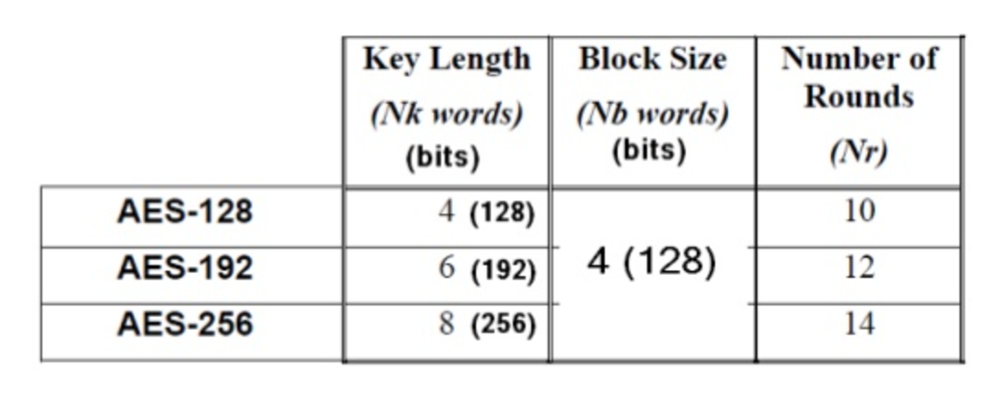 Key Length Block Size Number of Rounds
(Nk words) (Nb words) (Nr)
(bits) (bits)
AES-128 4 (128) 10
AES-192 6 (192) 4 (128) 12
AES-256 8 (256) 14